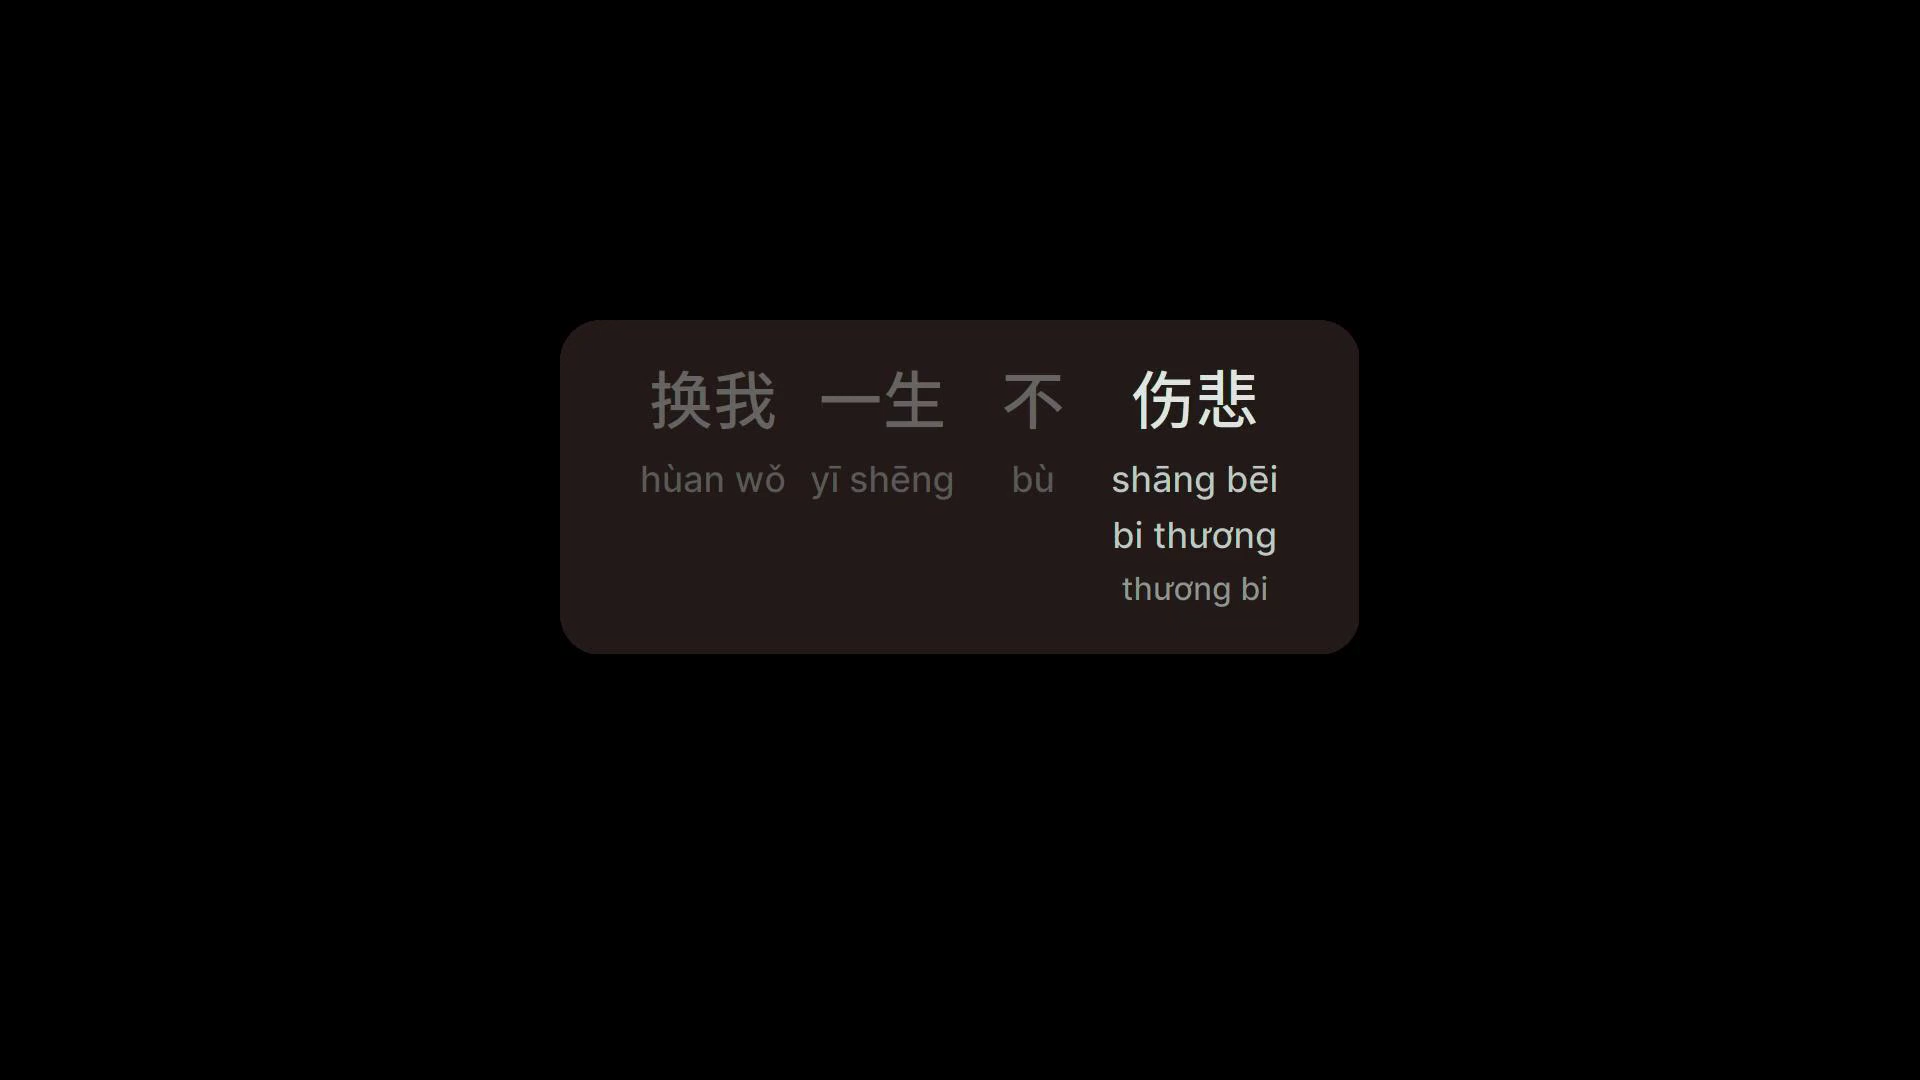 换我 一生 不 伤悲
hùan wǒ yī shēng bù shāng bēi
bi thương
thương bi